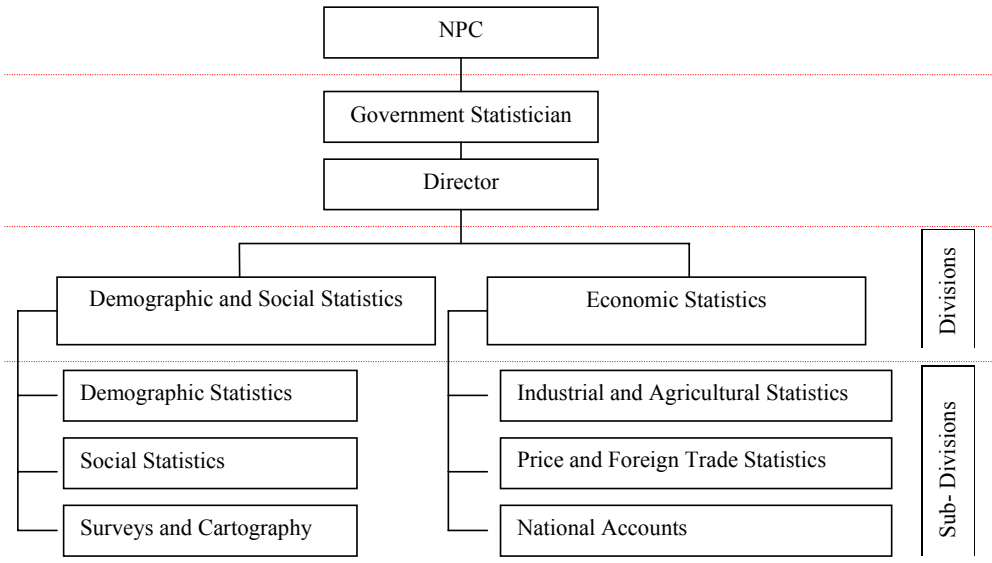 NPC
Government Statistician
Director
Divisions
Demographic and Social Statistics
Economic Statistics
Sub- Divisions
Demographic Statistics
Industrial and Agricultural Statistics
Social Statistics
Price and Foreign Trade Statistics
Surveys and Cartography
National Accounts